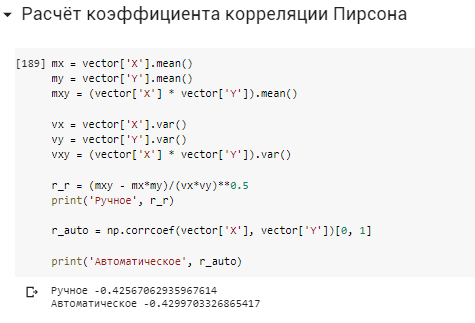 Расчёт коэффициента корреляции Пирсона
[189] mx = vector['X'].mean()
my = vector['Y'].mean()
mxy = (vector['X'] * vector['Y']).mean()
vx = vector['X'].var()
vy = vector['Y'].var()
vxy = (vector['X'] * vector['Y']).var()
r_r = (mxy - mx*my)/(vx*vy)**0.5
print('Ручное', r_r)
r_auto = np.corrcoef(vector['X'], vector['Y'])[0, 1]
print('Автоматическое', r_auto)
Ручное -0.42567062935967614
Автоматическое -0.4299703326865417